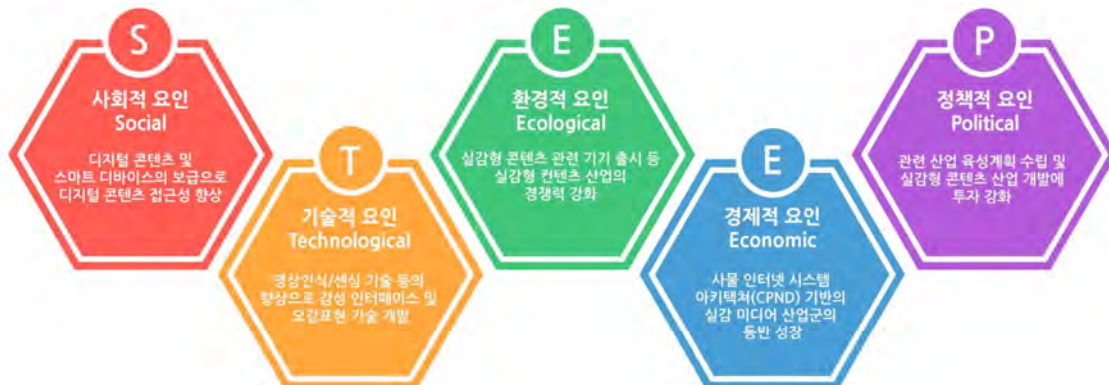 S
사회적 요인
Social
디지털 콘텐츠 및
스마트 디바이스의 보급으로
디지털 콘텐츠 접근성 향상
T
기술적 요인
Technological
영상인식/센싱 기술 등의
향상으로 감성 인터페이스 및
오감표현 기술 개발
E
환경적 요인
Ecological
실감형 콘텐츠 관련 기기 출시 등
실감형 컨텐츠 산업의
경쟁력 강화
E
경제적 요인
Economic
사물 인터넷 시스템
아키택처(CPND) 기반의
실감 미디어 산업군의
동반 성장
P
정책적 요인
Political
관련 산업 육성계획 수립 및
실감형 콘텐츠 산업 개발에
투자 강화